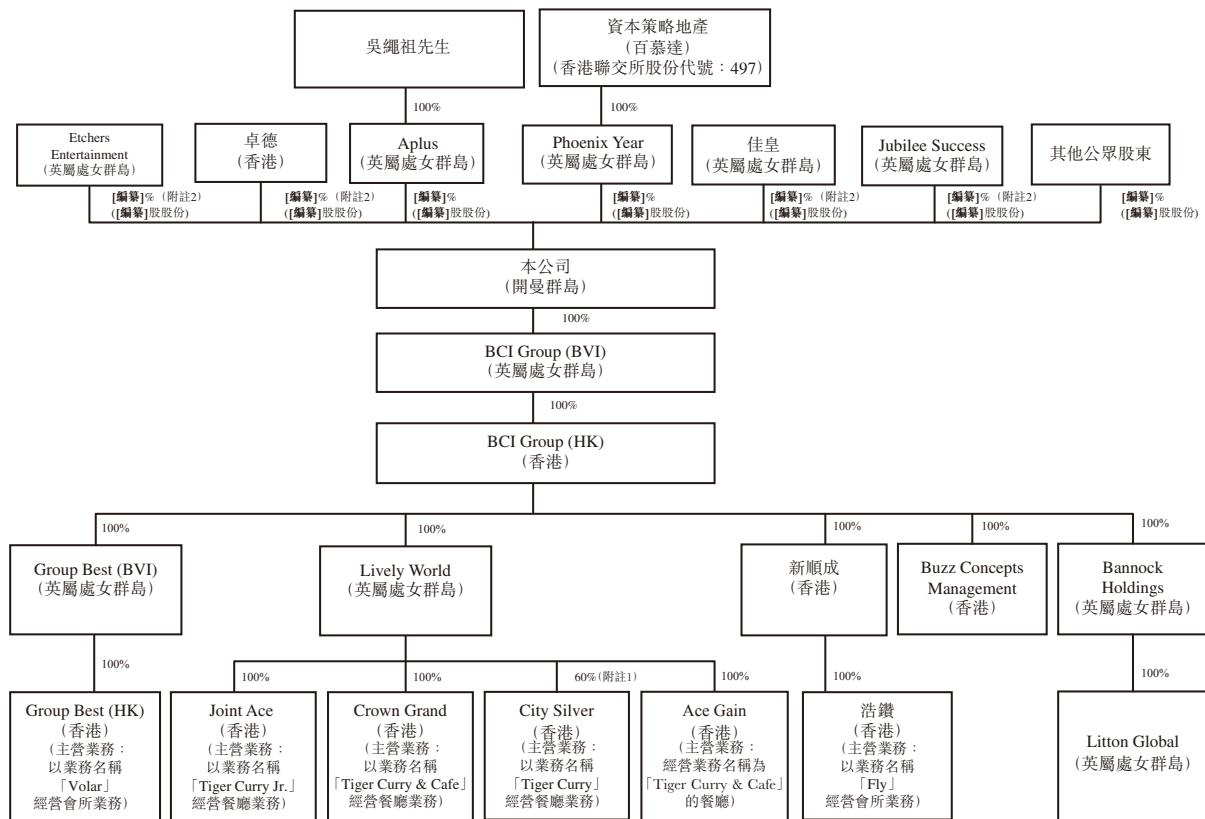 吳繩祖先生
資本策略地產
(百慕達)
(香港聯交所股份代號：497)
100%
100%
Etchers
Entertainment
(英屬處女群島)
卓德
(香港)
Aplus
(英屬處女群島)
Phoenix Year
(英屬處女群島)
佳皇
(英屬處女群島)
Jubilee Success
(英屬處女群島)
其他公眾股東
[編纂]% (附註2)
([編纂]股股份)
[編纂]% (附註2)
([編纂]股股份)
[編纂]%
([編纂]股股份)
[編纂]%
([編纂]股股份)
[編纂]% (附註2)
([編纂]股股份)
[編纂]% (附註2)
([編纂]股股份)
[編纂]%
([編纂]股股份)
本公司
(開曼群島)
100%
BCI Group (BVI)
(英屬處女群島)
100%
BCI Group (HK)
(香港)
100%
100%
100%
100%
100%
Group Best (BVI)
(英屬處女群島)
Lively World
(英屬處女群島)
新順成
(香港)
Buzz Concepts
Management
(香港)
Bannock
Holdings
(英屬處女群島)
100%
100%
100%
60%(附註1)
100%
100%
100%
Group Best (HK)
(香港)
(主營業務：
以業務名稱
「Volar」
經營會所業務)
Joint Ace
(香港)
(主營業務：
以業務名稱
「Tiger Curry Jr.」
經營餐廳業務)
Crown Grand
(香港)
(主營業務：
以業務名稱
「Tiger Curry & Cafe」
經營餐廳業務)
City Silver
(香港)
(主營業務：
以業務名稱
「Tiger Curry」
經營餐廳業務)
Ace Gain
(香港)
(主營業務：
經營業務名稱為
「Tiger Curry & Cafe」
的餐廳)
浩鑽
(香港)
(主營業務：
以業務名稱
「Fly」
經營會所業務)
Litton Global
(英屬處女群島)